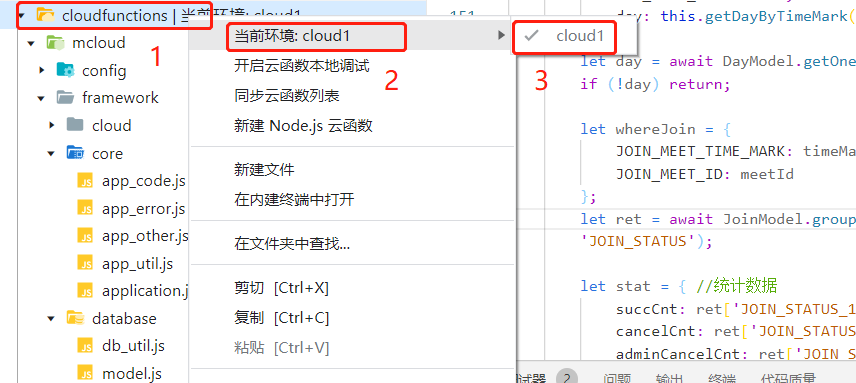 cloudfunctions | 当前环境: cloud1
1
mcloud
config
framework
cloud
core
app_code.js
app_error.js
app_other.js
app_util.js
application.j
database
db_util.js
model.js
当前环境: cloud1
2
开启云函数本地调试
同步云函数列表
新建 Node.js 云函数
新建文件
在内建终端中打开
在文件夹中查找...
剪切 [Ctrl+X]
复制 [Ctrl+C]
粘贴 [Ctrl+V]
cloud1
3
151
day: this.getDayByTimeMark(
let day = await DayModel.getOne
if (!day) return;
let whereJoin = {
JOIN_MEET_TIME_MARK: timeMa
JOIN_MEET_ID: meetId
};
let ret = await JoinModel.group
'JOIN_STATUS');
let stat = { //统计数据
succCnt: ret['JOIN_STATUS_1
cancelCnt: ret['JOIN_STATUS
adminCancelCnt: ret['JOIN_S
试器 2 问题 输出 终端 代码质量